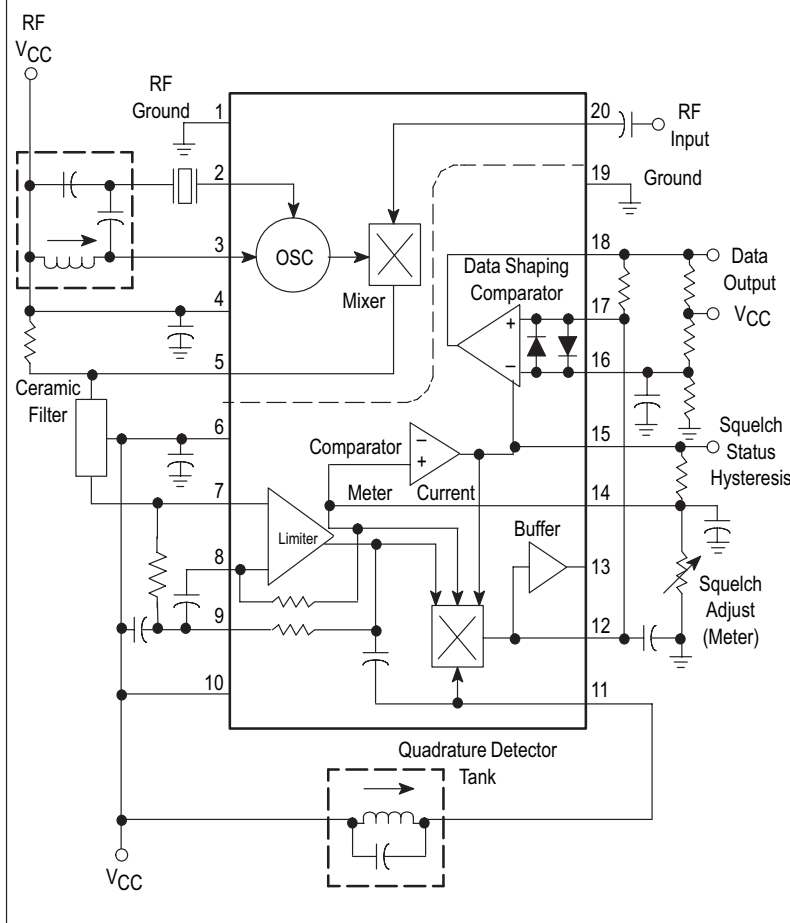 RF
VCC
RF
Ground
1
2
3
4
5
6
7
8
9
10
Ceramic
Filter
OSC
Mixer
Data Shaping
Comparator
+
−
Comparator
−
+
Meter Current
Limiter
Buffer
20
RF
Input
19
Ground
18
Data
Output
17
VCC
16
15
Squelch
Status
Hysteresis
14
13
Squelch
Adjust
(Meter)
12
11
Quadrature Detector
Tank
VCC